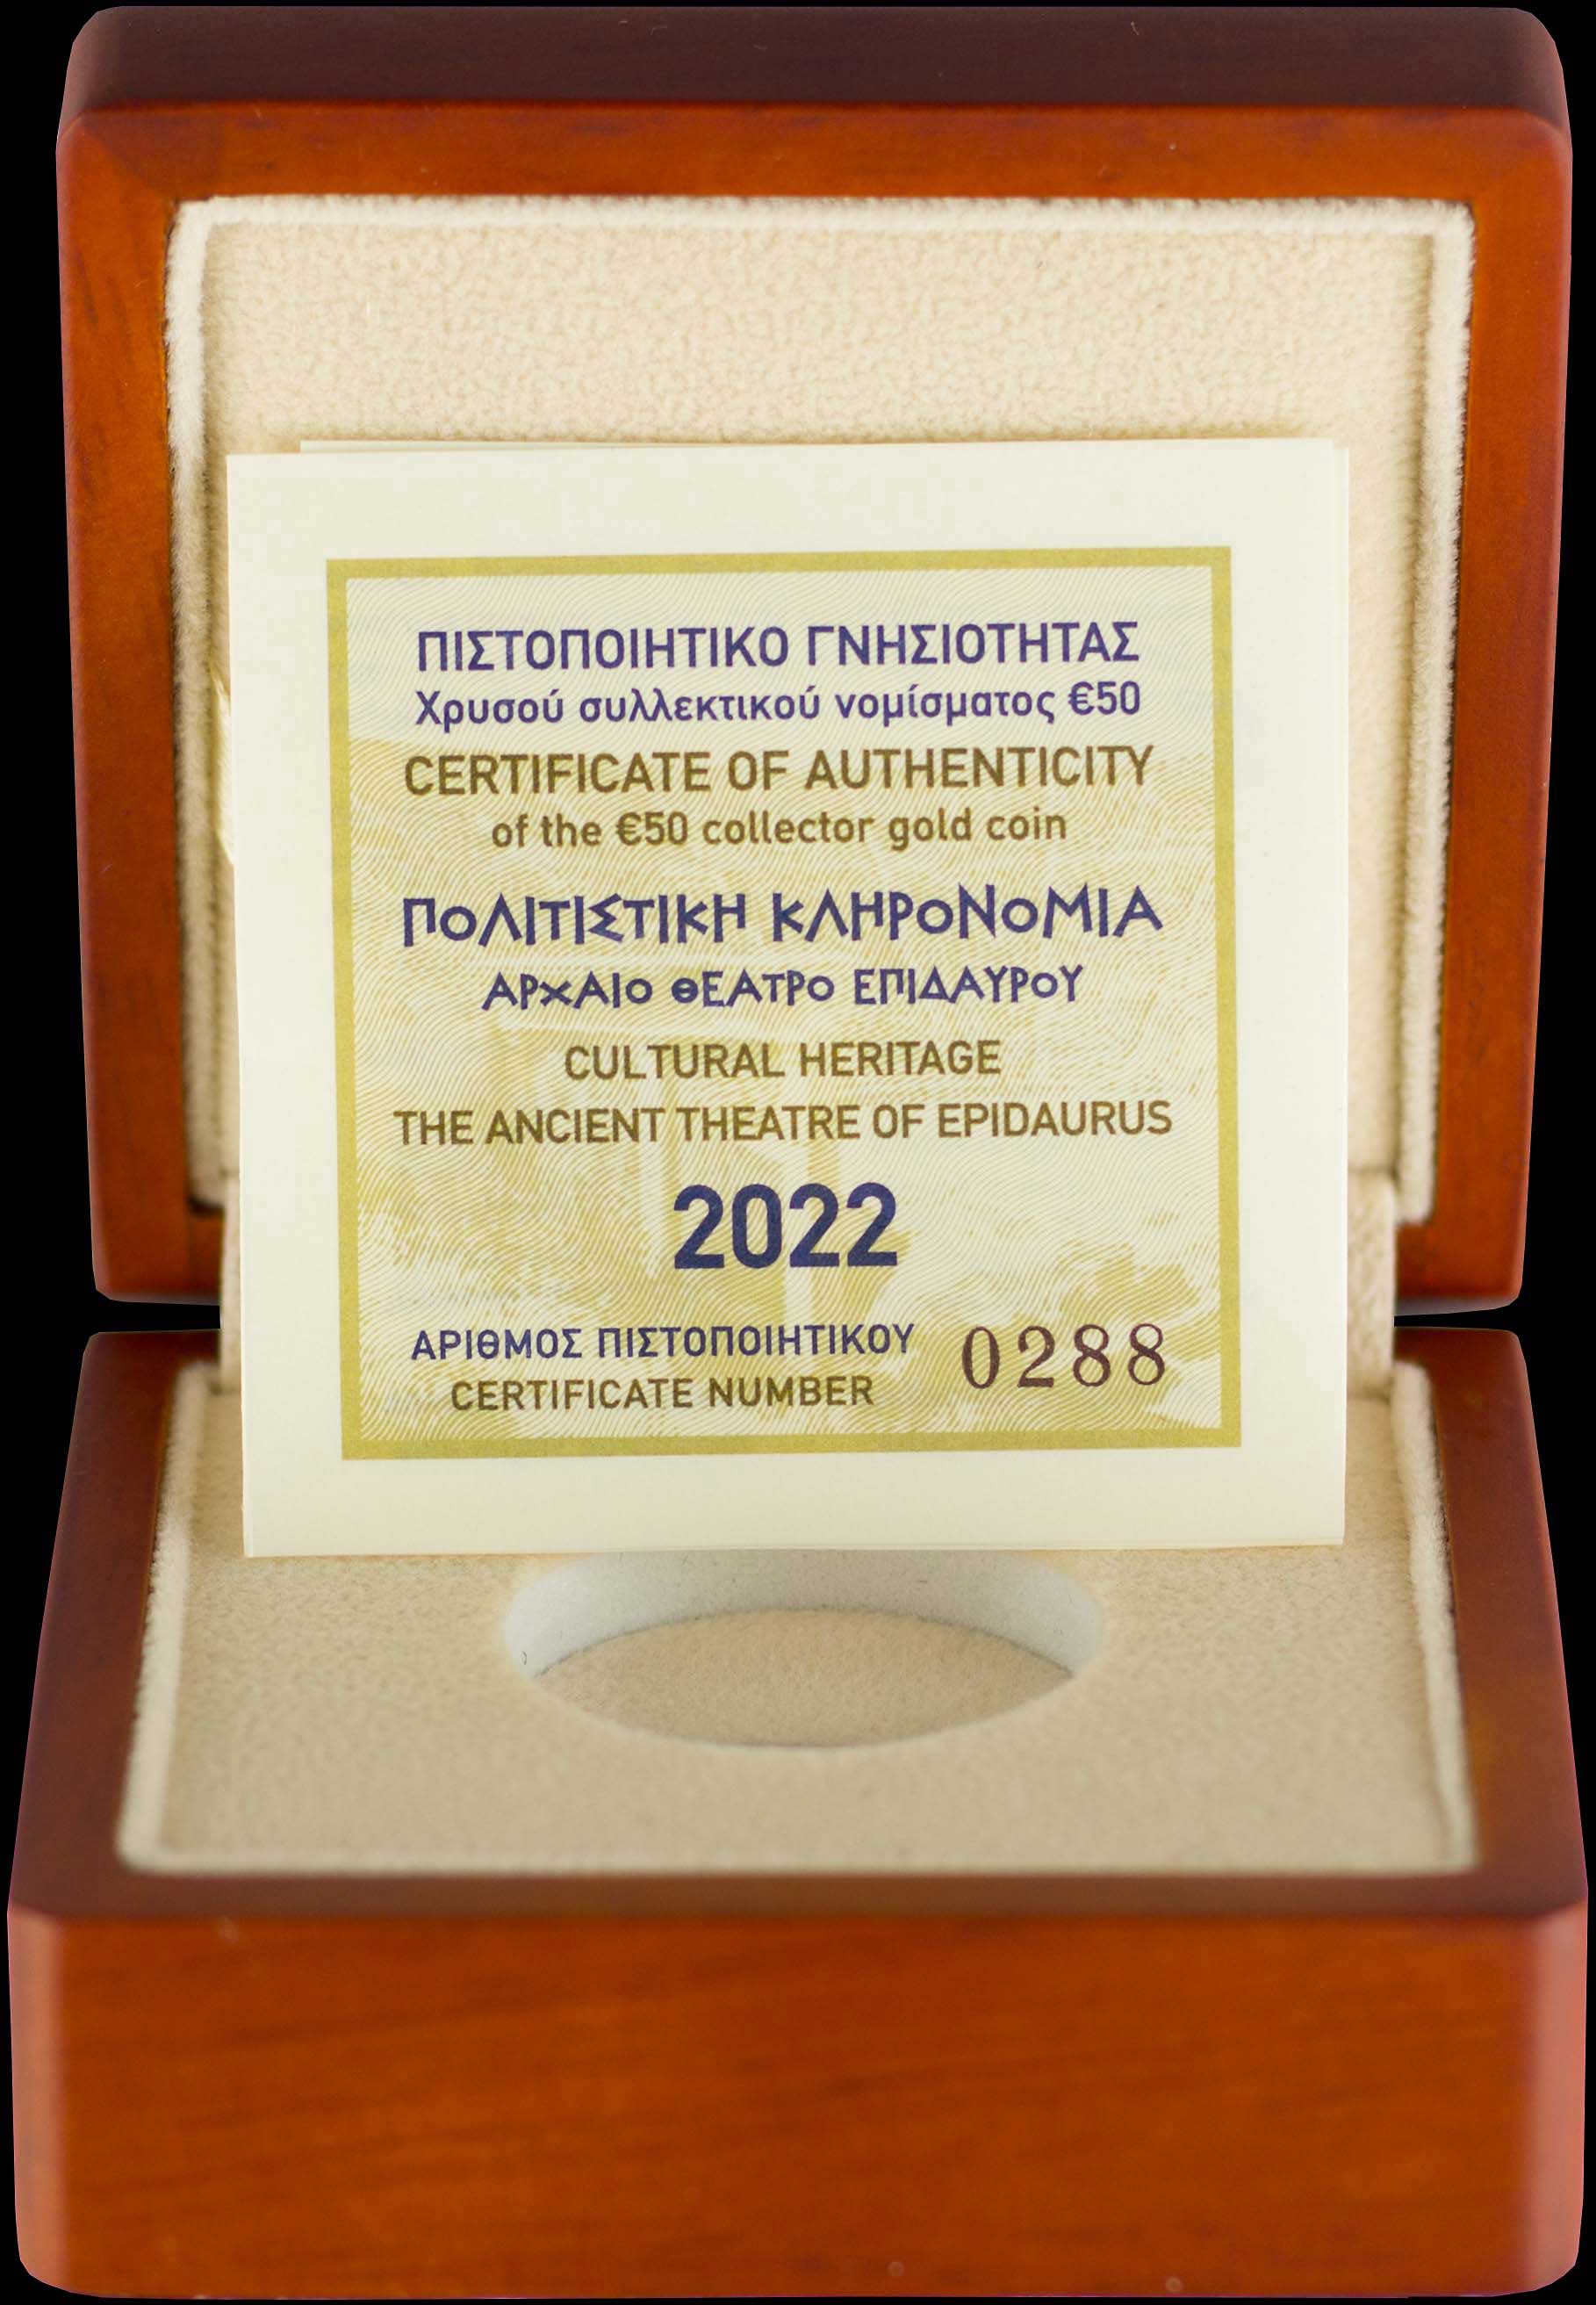 ΠΙΣΤΟΠΟΙΗΤΙΚΟ ΓΝΗΣΙΟΤΗΤΑΣ
Χρυσού συλλεκτικού νομίσματος €50
CERTIFICATE OF AUTHENTICITY
of the €50 collector gold coin
ΠΟΛΙΤΙΣΤΙΚΗ ΚΛΗΡΟΝΟΜΙΑ
ΑΡΧΑΙΟ ΘΕΑΤΡΟ ΕΠΙΔΑΥΡΟΥ
CULTURAL HERITAGE
THE ANCIENT THEATRE OF EPIDAURUS
2022
ΑΡΙΘΜΟΣ ΠΙΣΤΟΠΟΙΗΤΙΚΟΥ 0288
CERTIFICATE NUMBER